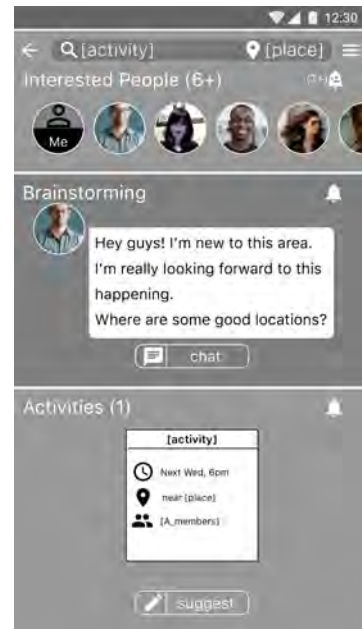 12:30
[activity] [place]
Interested People (6+)
Me
Brainstorming
Hey guys! I'm new to this area.
I'm really looking forward to this
happening.
Where are some good locations?
chat
Activities (1)
[activity]
Next Wed, 6pm
near [place]
[A_members]
suggest